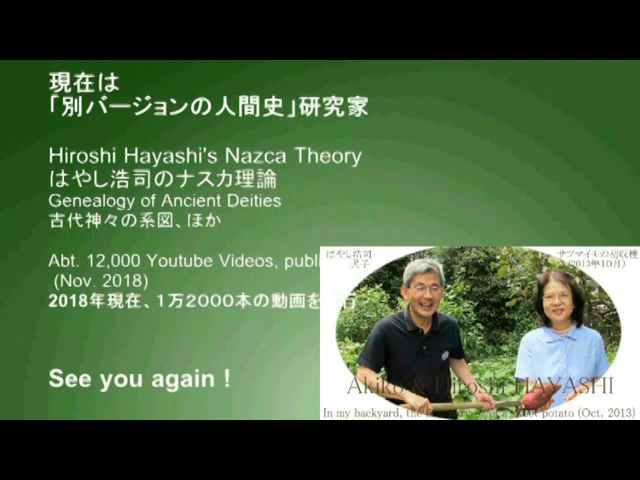 現在は
「別バージョンの人間史」研究家
Hiroshi Hayashi's Nazca Theory
はやし浩司のナスカ理論
Genealogy of Ancient Deities
古代神々の系図、ほか
Abt. 12,000 Youtube Videos, publi
(Nov. 2018)
2018年現在、1万2000本の動画を
See you again !
はやし浩司
晃子
サツマイモの初収穫
(2013年10月)
Akiko & Hiroshi HAYASHI
In my backyard, the potato (Oct. 2013)